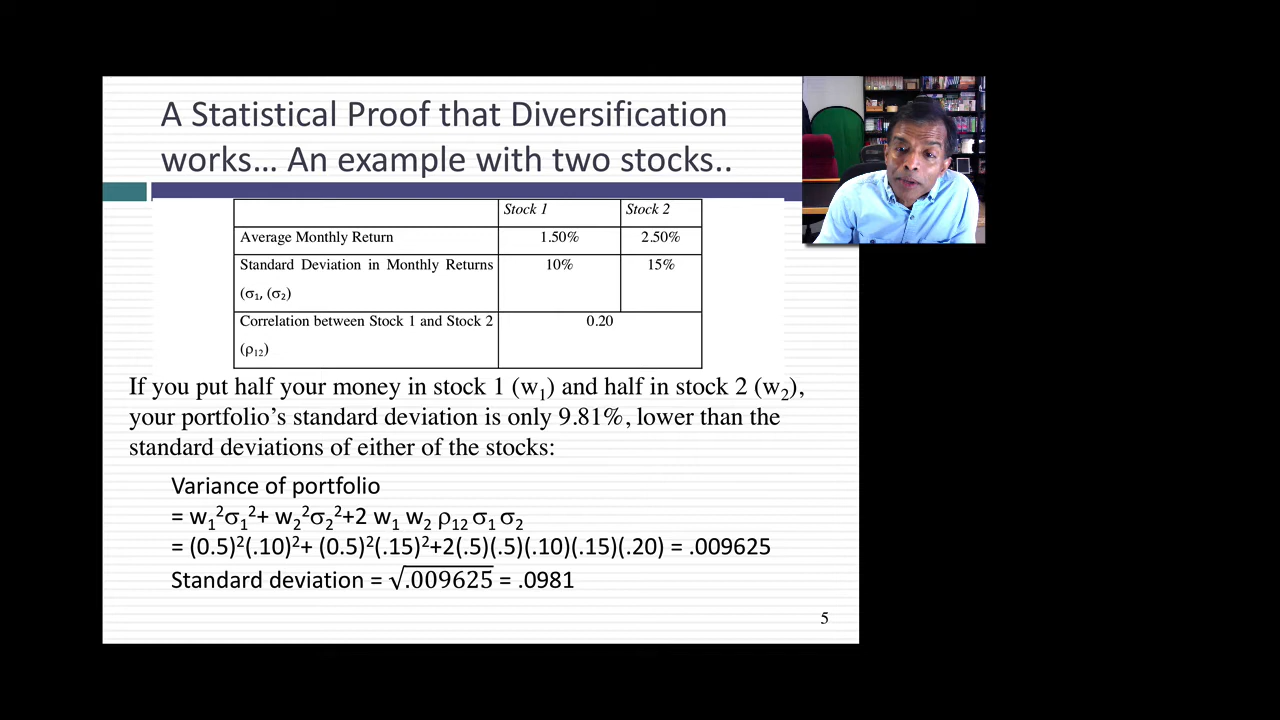 A Statistical Proof that Diversification
works… An example with two stocks..
Stock 1 Stock 2
Average Monthly Return 1.50% 2.50%
Standard Deviation in Monthly Returns 10% 15%
(σ₁, (σ₂)
Correlation between Stock 1 and Stock 2 0.20
(ρ₁₂)
If you put half your money in stock 1 (w₁) and half in stock 2 (w₂),
your portfolio’s standard deviation is only 9.81%, lower than the
standard deviations of either of the stocks:
Variance of portfolio
= w₁²σ₁²+ w₂²σ₂²+2 w₁ w₂ ρ₁₂ σ₁ σ₂
= (0.5)²(.10)²+ (0.5)²(.15)²+2(.5)(.5)(.10)(.15)(.20) = .009625
Standard deviation = √.009625 = .0981
5